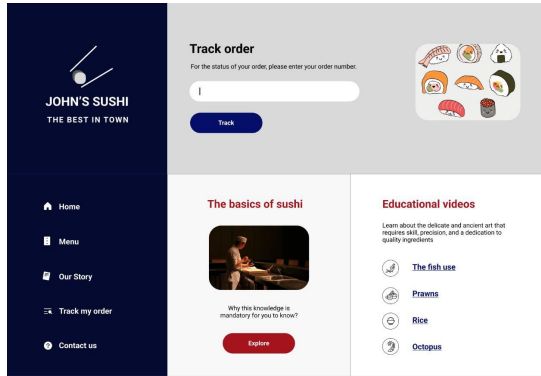 JOHN'S SUSHI
THE BEST IN TOWN
Track order
For the status of your order, please enter your order number.
Track
Home
Menu
Our Story
Track my order
Contact us
The basics of sushi
Why this knowledge is
mandatory for you to know?
Explore
Educational videos
Learn about the delicate and ancient art that
requires skill, precision, and a dedication to
quality ingredients
The fish use
Prawns
Rice
Octopus